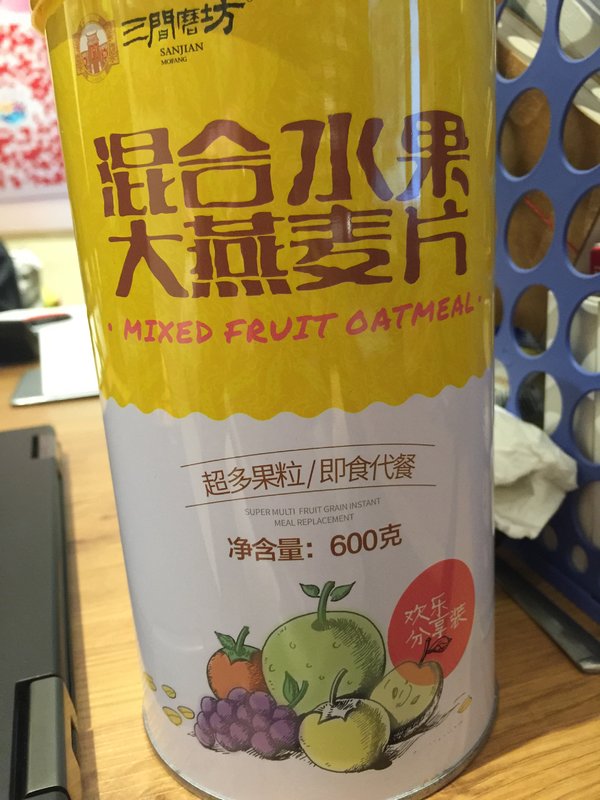 三間磨坊
SANJIAN
MOFANG
混合水果
大燕麦片
· MIXED FRUIT OATMEAL ·
超多果粒/即食代餐
SUPER MULTI FRUIT GRAIN INSTANT
MEAL REPLACEMENT
净含量：600克
欢乐
分享装